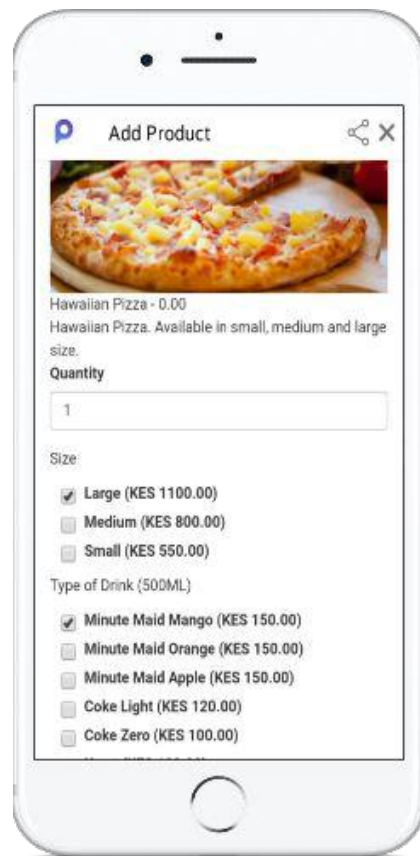 Add Product
Hawaiian Pizza - 0.00
Hawaiian Pizza. Available in small, medium and large
size.
Quantity
1
Size
Large (KES 1100.00)
Medium (KES 800.00)
Small (KES 550.00)
Type of Drink (500ML)
Minute Maid Mango (KES 150.00)
Minute Maid Orange (KES 150.00)
Minute Maid Apple (KES 150.00)
Coke Light (KES 120.00)
Coke Zero (KES 100.00)